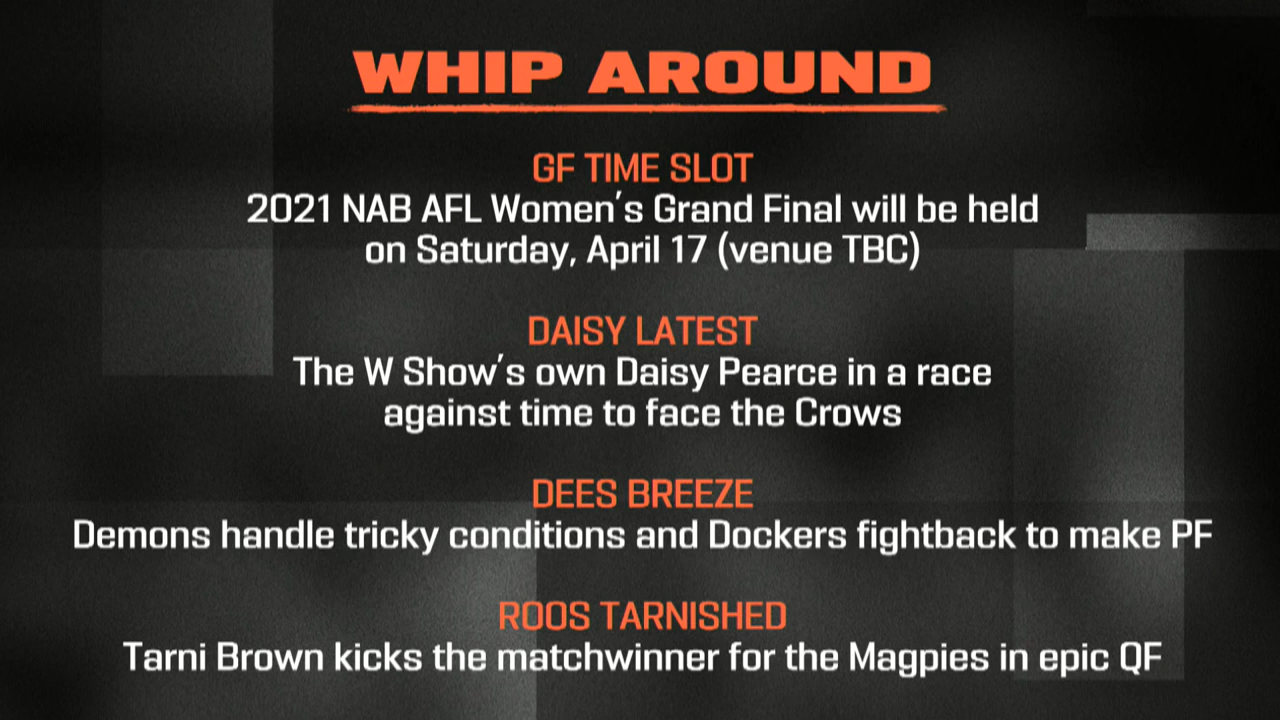 WHIP AROUND
GF TIME SLOT
2021 NAB AFL Women's Grand Final will be held
on Saturday, April 17 (venue TBC)
DAISY LATEST
The W Show's own Daisy Pearce in a race
against time to face the Crows
DEES BREEZE
Demons handle tricky conditions and Dockers fightback to make PF
ROOS TARNISHED
Tarni Brown kicks the matchwinner for the Magpies in epic QF